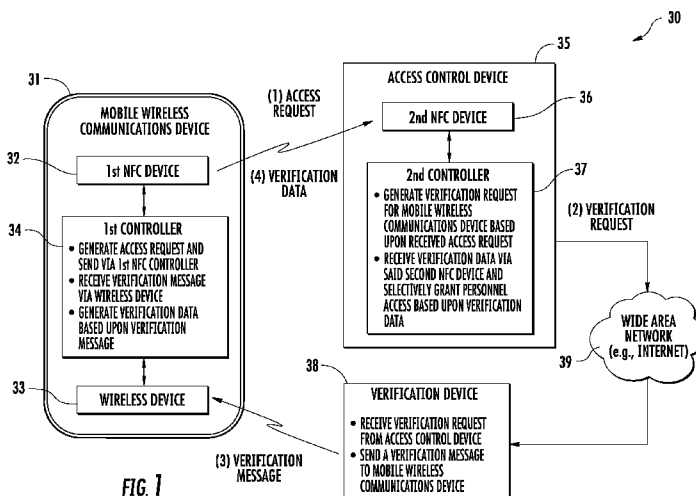 30
31
MOBILE WIRELESS
COMMUNICATIONS DEVICE
32
1st NFC DEVICE
34
1st CONTROLLER
• GENERATE ACCESS REQUEST AND
SEND VIA 1st NFC CONTROLLER
• RECEIVE VERIFICATION MESSAGE
VIA WIRELESS DEVICE
• GENERATE VERIFICATION DATA
BASED UPON VERIFICATION
MESSAGE
33
WIRELESS DEVICE
(1) ACCESS
REQUEST
(4) VERIFICATION
DATA
35
ACCESS CONTROL DEVICE
36
2nd NFC DEVICE
37
2nd CONTROLLER
• GENERATE VERIFICATION REQUEST
FOR MOBILE WIRELESS
COMMUNICATIONS DEVICE BASED
UPON RECEIVED ACCESS REQUEST
• RECEIVE VERIFICATION DATA VIA
SAID SECOND NFC DEVICE AND
SELECTIVELY GRANT PERSONNEL
ACCESS BASED UPON VERIFICATION
DATA
(2) VERIFICATION
REQUEST
WIDE AREA
NETWORK
(e.g., INTERNET)
39
38
VERIFICATION DEVICE
• RECEIVE VERIFICATION REQUEST
FROM ACCESS CONTROL DEVICE
• SEND A VERIFICATION MESSAGE
TO MOBILE WIRELESS
COMMUNICATIONS DEVICE
(3) VERIFICATION
MESSAGE
FIG. 1